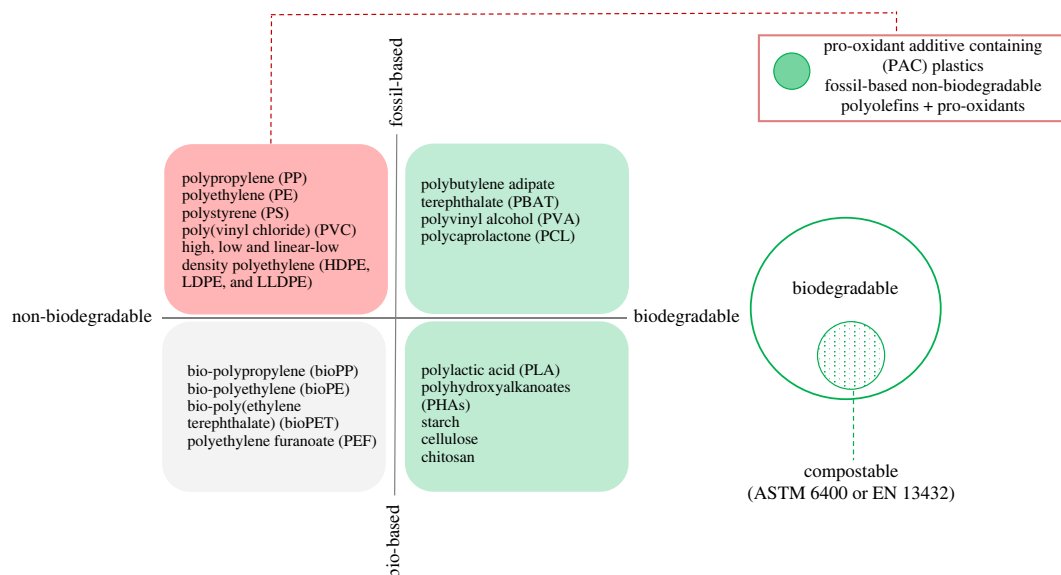 fossil-based
pro-oxidant additive containing
(PAC) plastics
fossil-based non-biodegradable
polyolefins + pro-oxidants
polypropylene (PP)
polyethylene (PE)
polystyrene (PS)
poly(vinyl chloride) (PVC)
high, low and linear-low
density polyethylene (HDPE,
LDPE, and LLDPE)
polybutylene adipate
terephthalate (PBAT)
polyvinyl alcohol (PVA)
polycaprolactone (PCL)
non-biodegradable
biodegradable
biodegradable
bio-polypropylene (bioPP)
bio-polyethylene (bioPE)
bio-poly(ethylene
terephthalate) (bioPET)
polyethylene furanoate (PEF)
polylactic acid (PLA)
polyhydroxyalkanoates
(PHAs)
starch
cellulose
chitosan
compostable
(ASTM 6400 or EN 13432)
bio-based